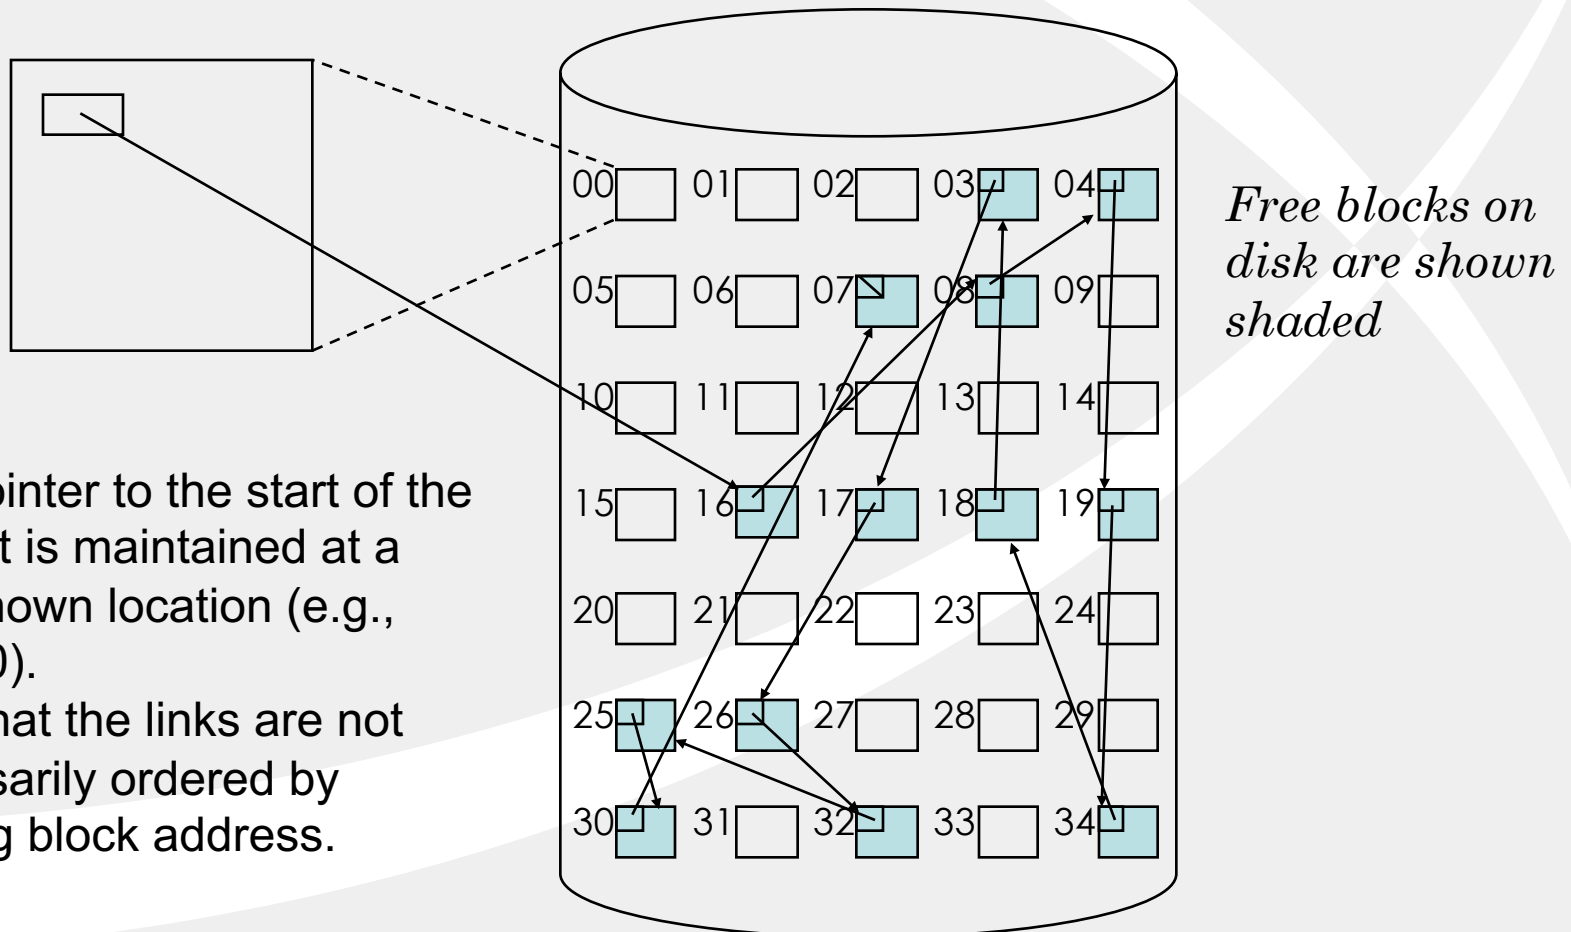 00 01 02 03 04
Free blocks on
disk are shown
shaded
05 06 07 08 09
10 11 12 13 14
ointer to the start of the
t is maintained at a
nown location (e.g.,
0).
hat the links are not
sarily ordered by
g block address.
15 16 17 18 19
20 21 22 23 24
25 26 27 28 29
30 31 32 33 34